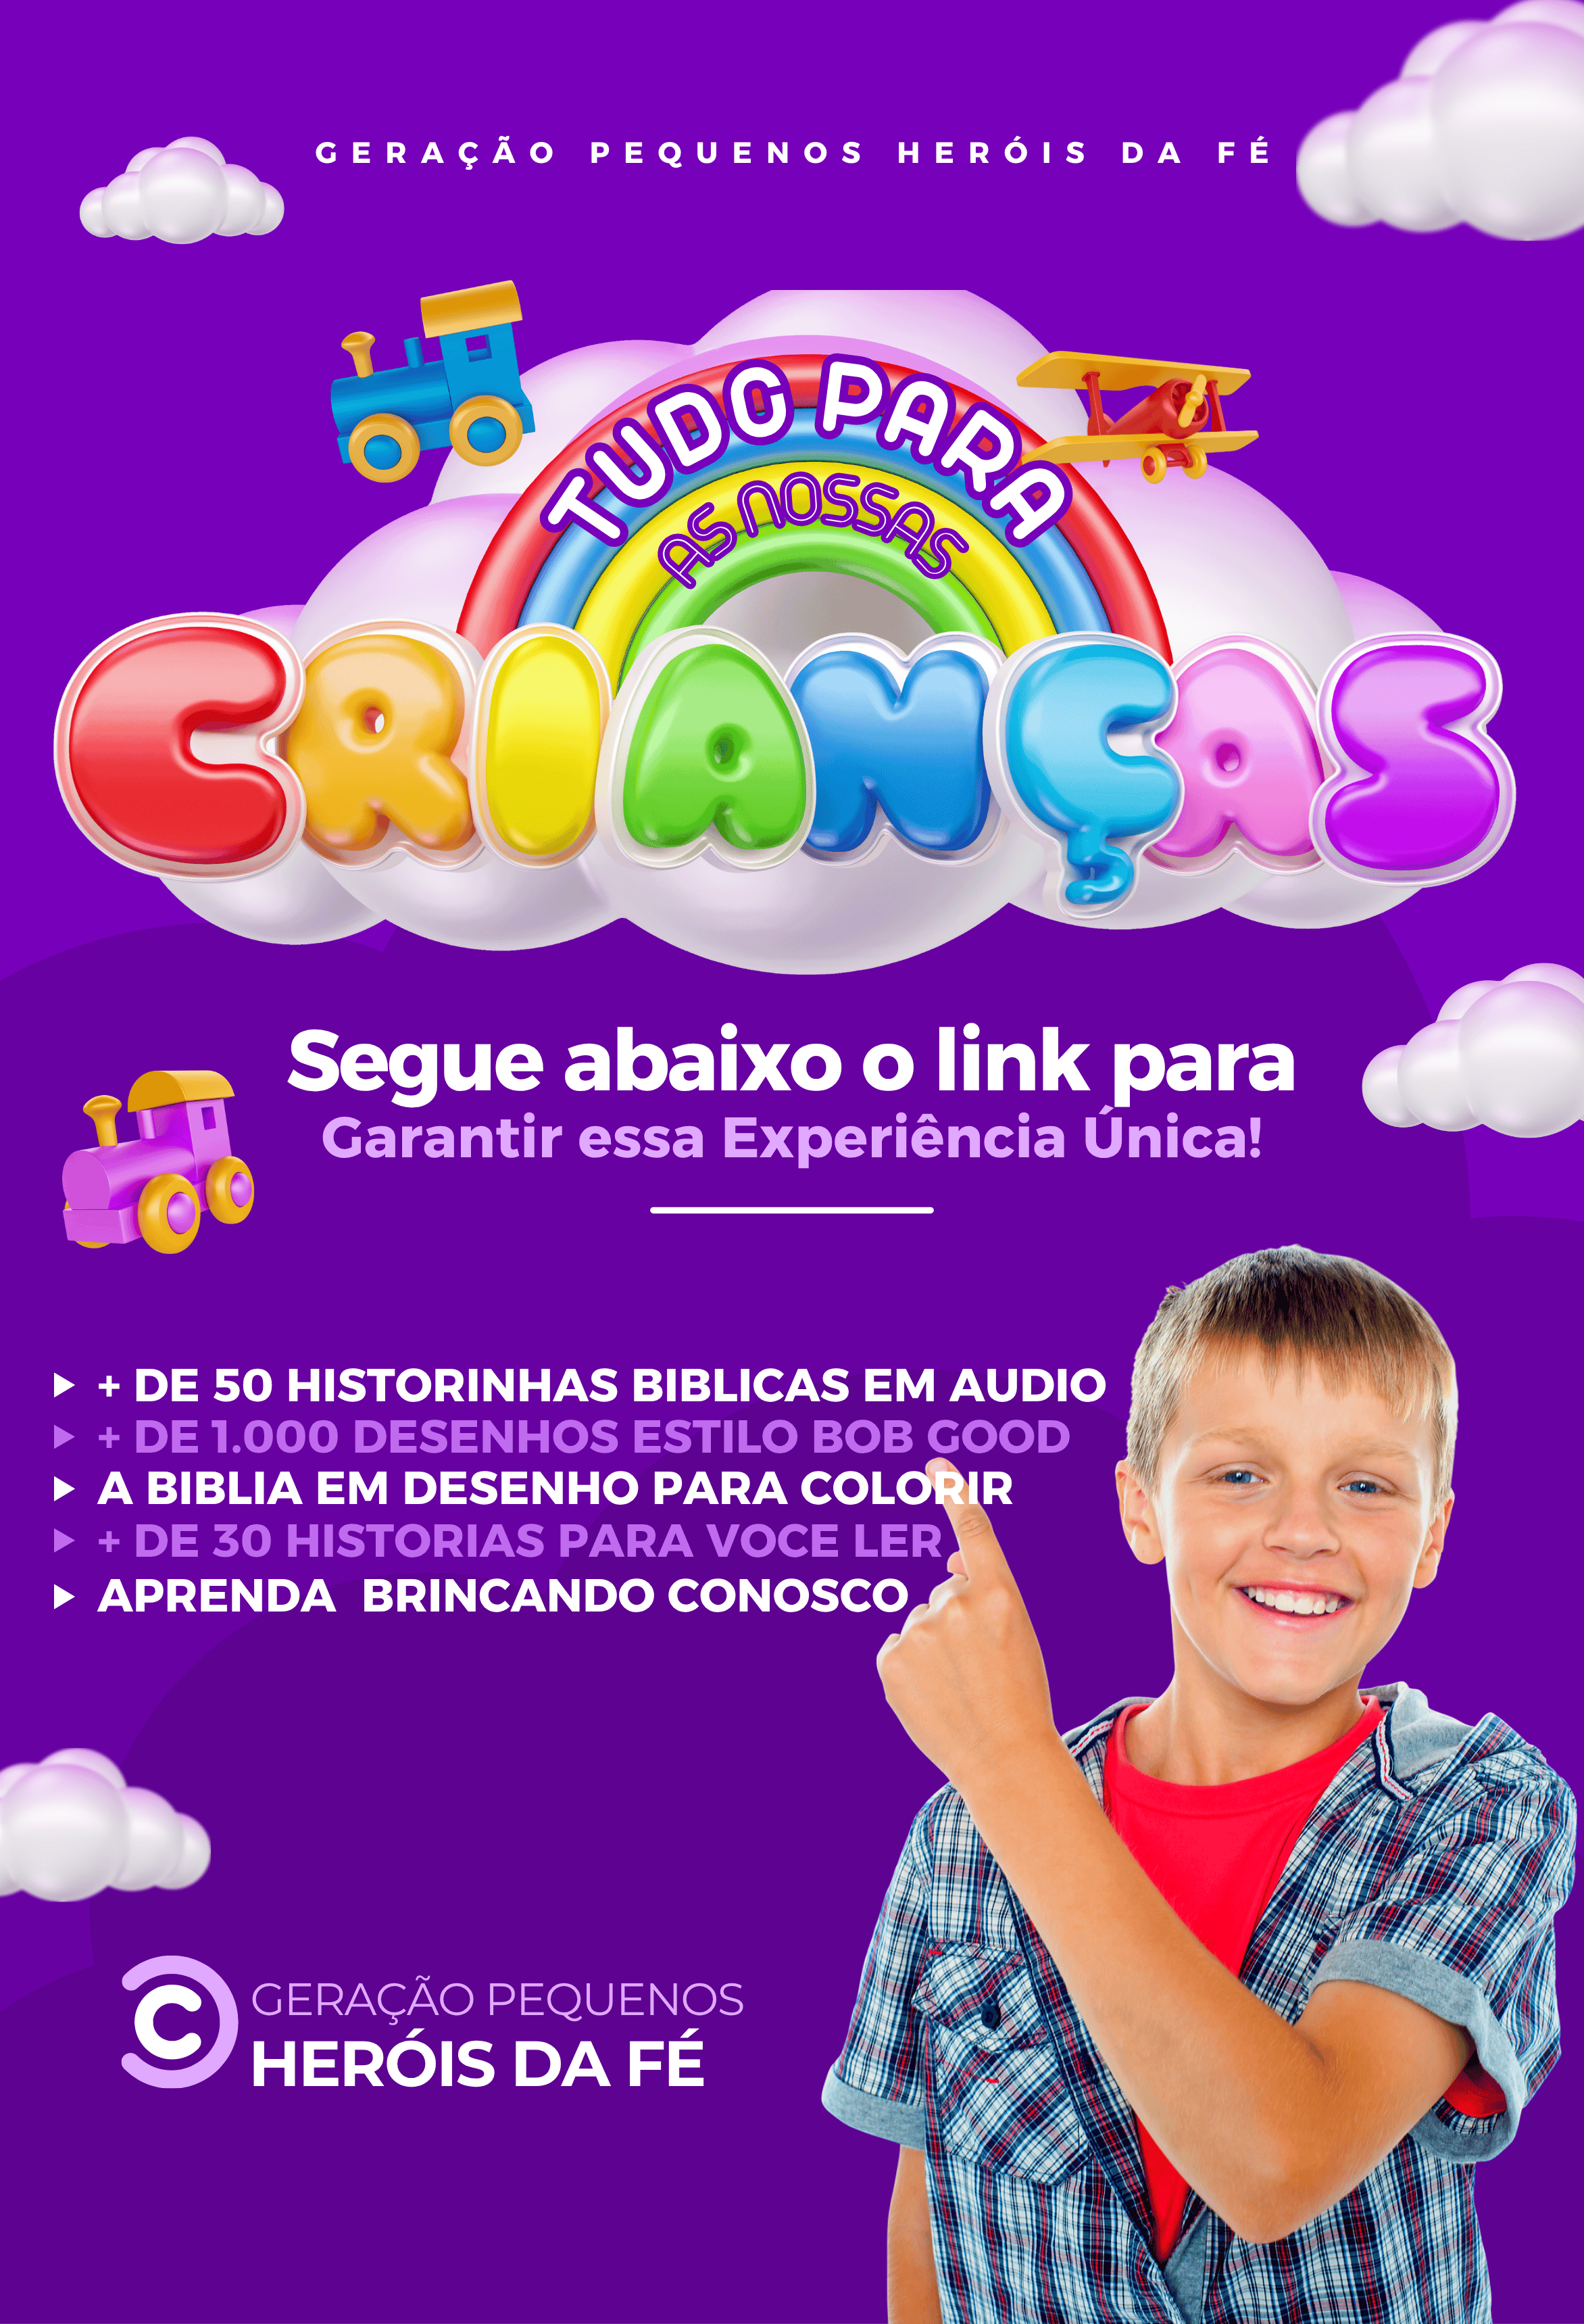 GERAÇÃO PEQUENOS HERÓIS DA FÉ
TUDO PARA
AS NOSSAS
CRIANÇAS
Segue abaixo o link para
Garantir essa Experiência Única!
+ DE 50 HISTORINHAS BIBLICAS EM AUDIO
+ DE 1.000 DESENHOS ESTILO BOB GOOD
A BIBLIA EM DESENHO PARA COLORIR
+ DE 30 HISTORIAS PARA VOCE LER
APRENDA BRINCANDO CONOSCO
C GERAÇÃO PEQUENOS
HERÓIS DA FÉ